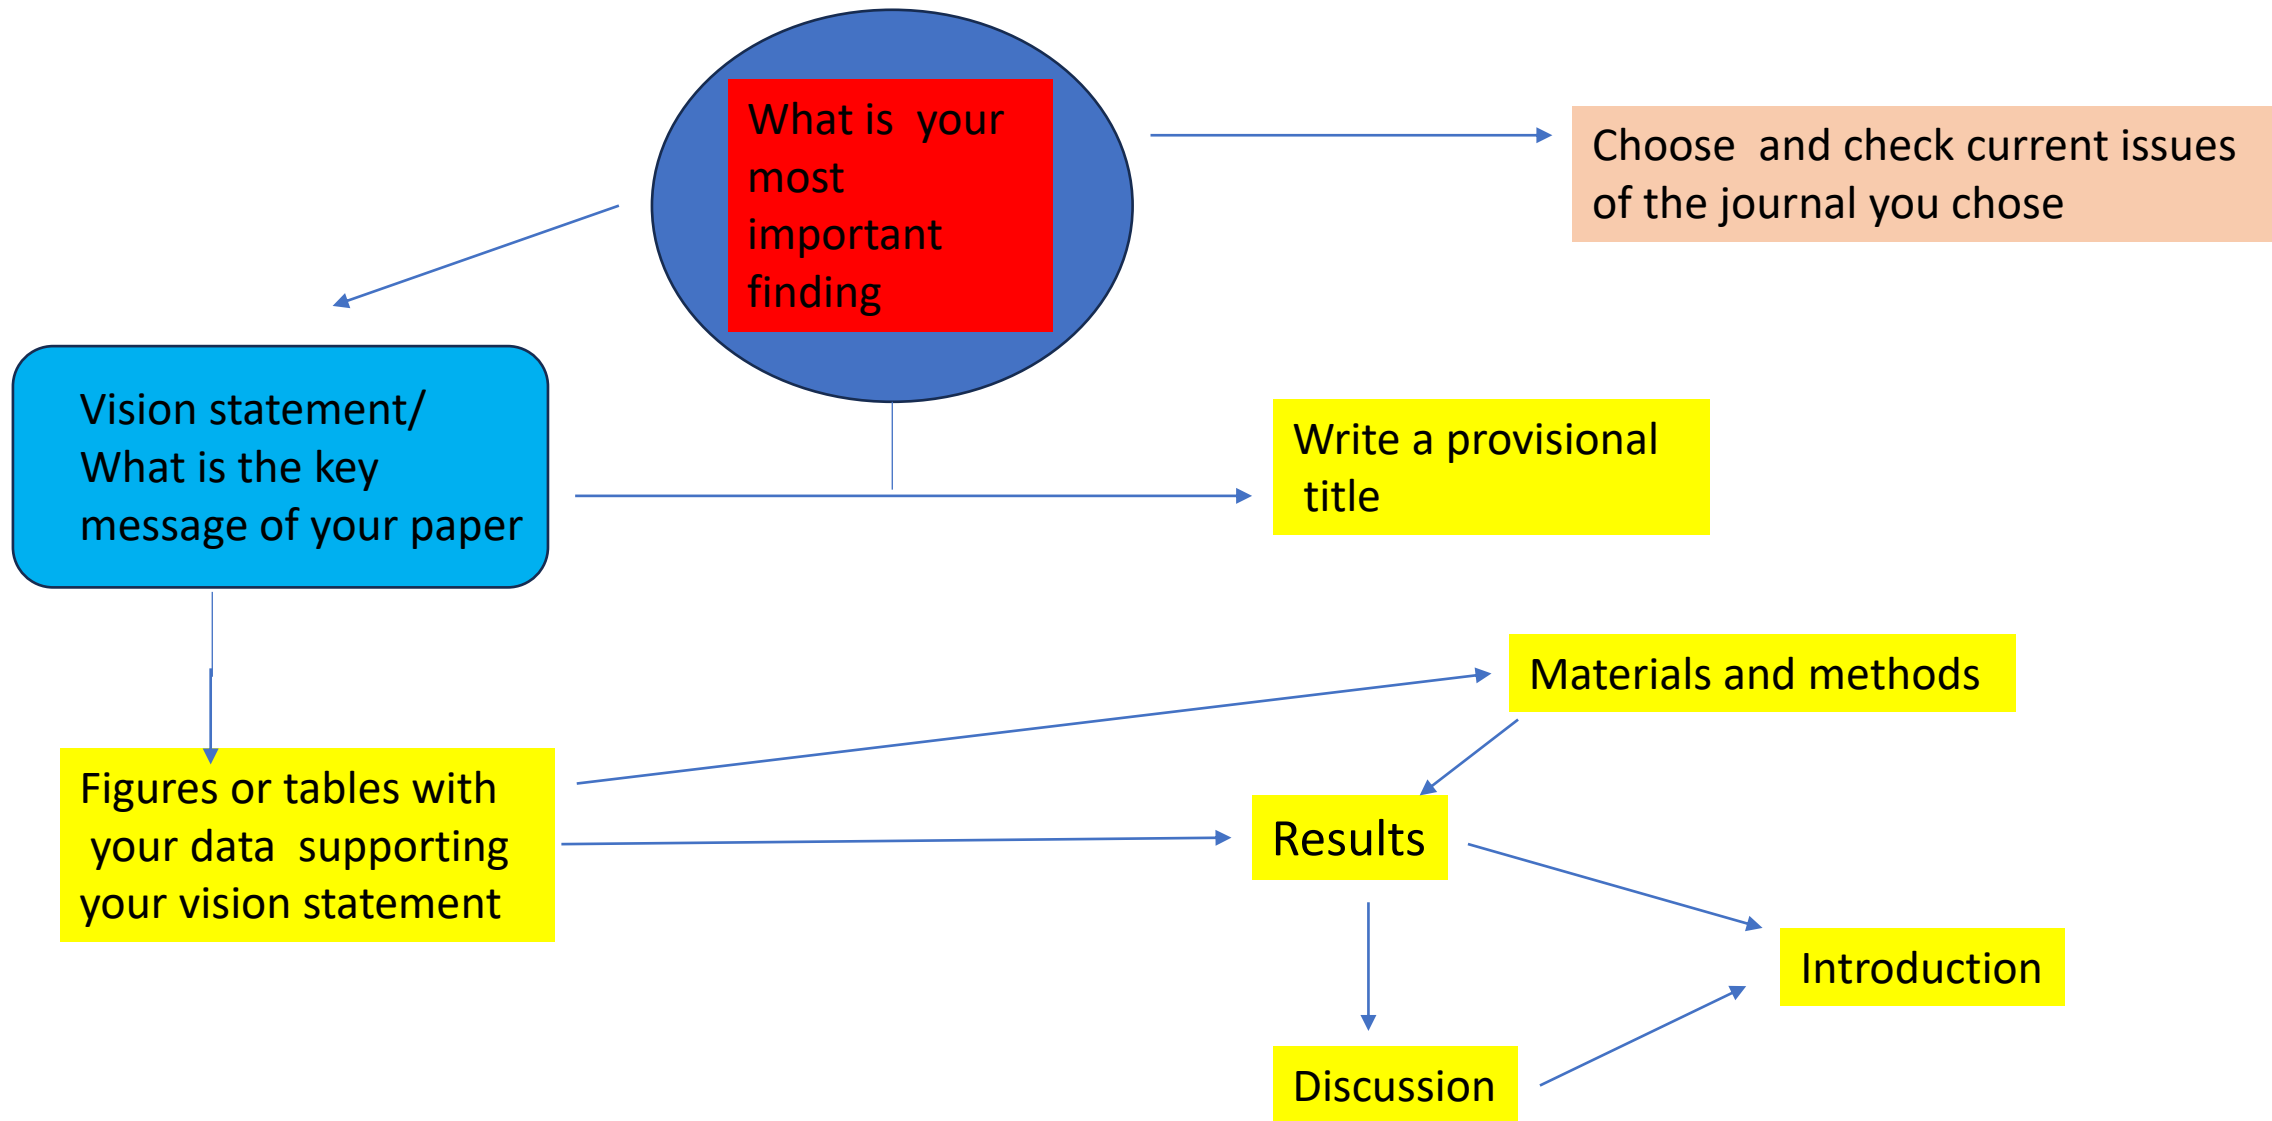 What is  your
most
important
finding
Choose  and check current issues
of the journal you chose
Vision statement/
What is the key
message of your paper
Write a provisional
title
Materials and methods
Figures or tables with
your data  supporting
your vision statement
Results
Introduction
Discussion